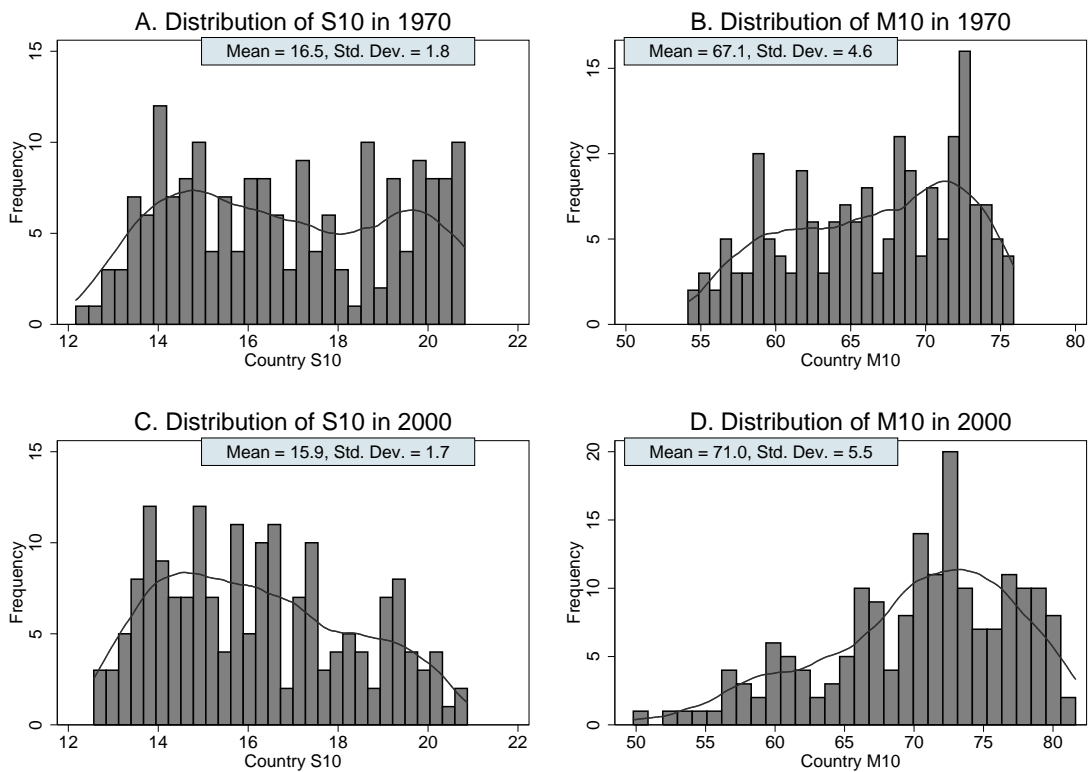 A. Distribution of S10 in 1970
Mean = 16.5, Std. Dev. = 1.8
15
10
5
0
Frequency
12 14 16 18 20 22
Country S10
B. Distribution of M10 in 1970
Mean = 67.1, Std. Dev. = 4.6
15
10
5
0
Frequency
50 55 60 65 70 75 80
Country M10
C. Distribution of S10 in 2000
Mean = 15.9, Std. Dev. = 1.7
15
10
5
0
Frequency
12 14 16 18 20 22
Country S10
D. Distribution of M10 in 2000
Mean = 71.0, Std. Dev. = 5.5
20
15
10
5
0
Frequency
50 55 60 65 70 75 80
Country M10